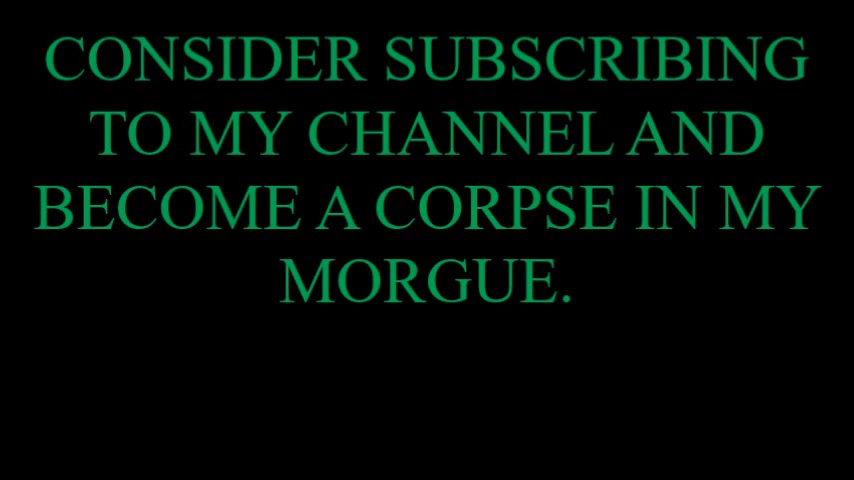 CONSIDER SUBSCRIBING
TO MY CHANNEL AND
BECOME A CORPSE IN MY
MORGUE.